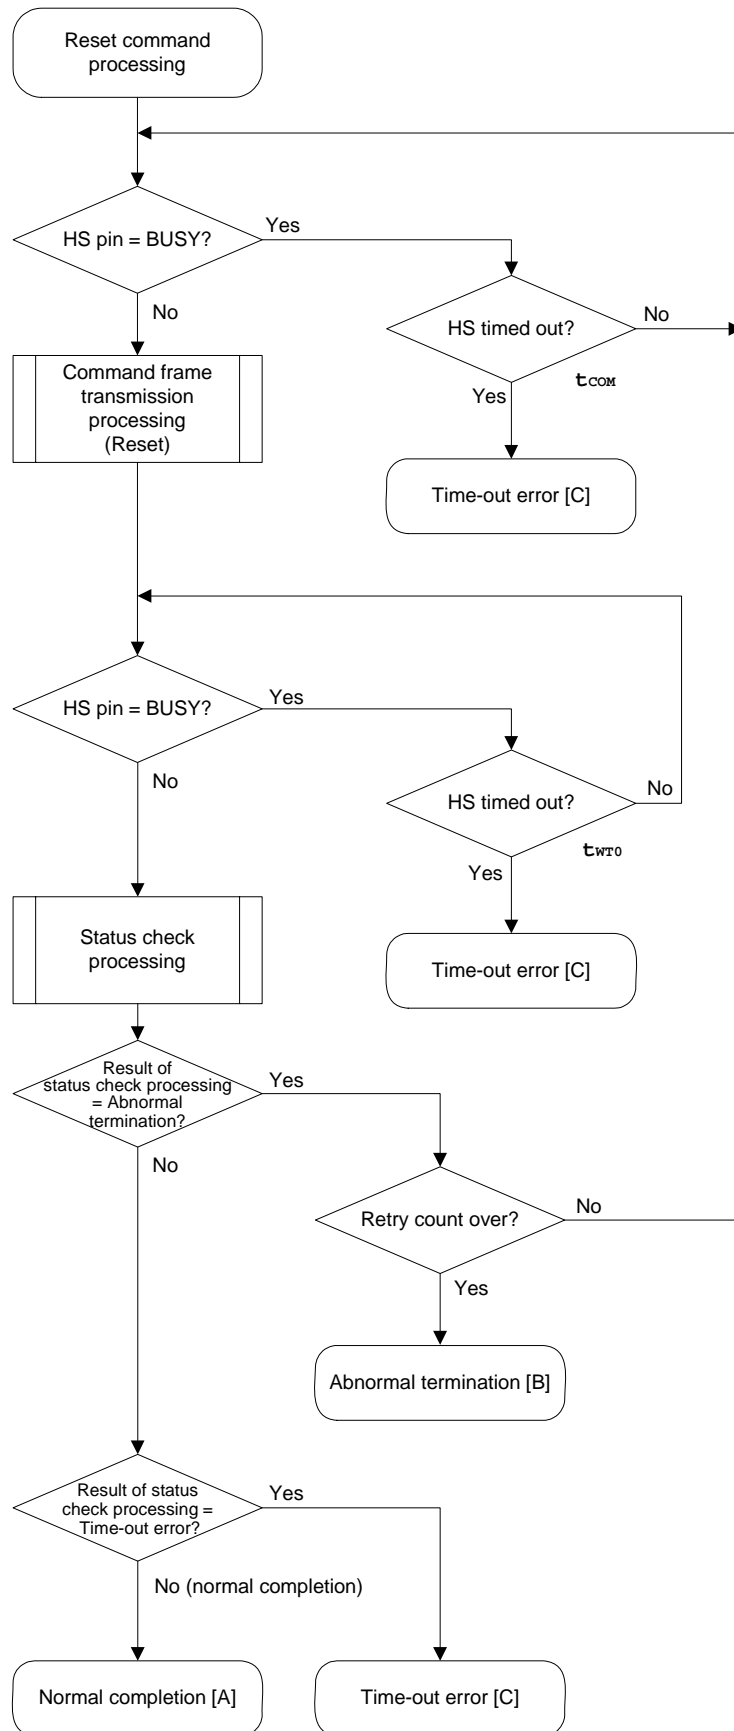 Reset command
processing
HS pin = BUSY?
Yes
No
HS timed out?
No
tCOM
Yes
Command frame
transmission
processing
(Reset)
Time-out error [C]
HS pin = BUSY?
Yes
No
HS timed out?
No
tWT0
Yes
Status check
processing
Time-out error [C]
Result of
status check processing
= Abnormal
termination?
Yes
No
Retry count over?
No
Yes
Abnormal termination [B]
Result of status
check processing =
Time-out error?
Yes
No (normal completion)
Normal completion [A]
Time-out error [C]